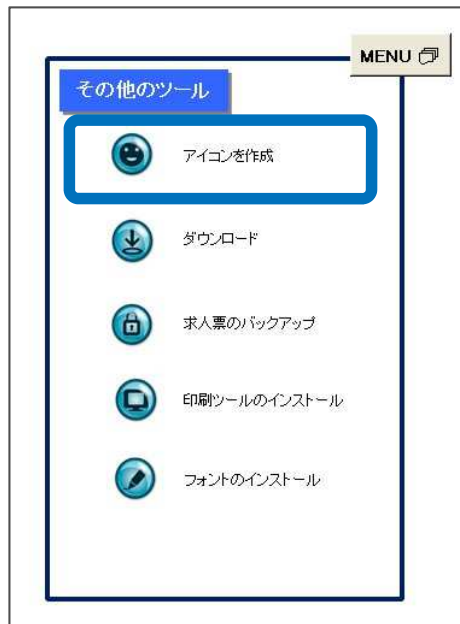 MENU
その他のツール
アイコンを作成
ダウンロード
求人票のバックアップ
印刷ツールのインストール
フォントのインストール